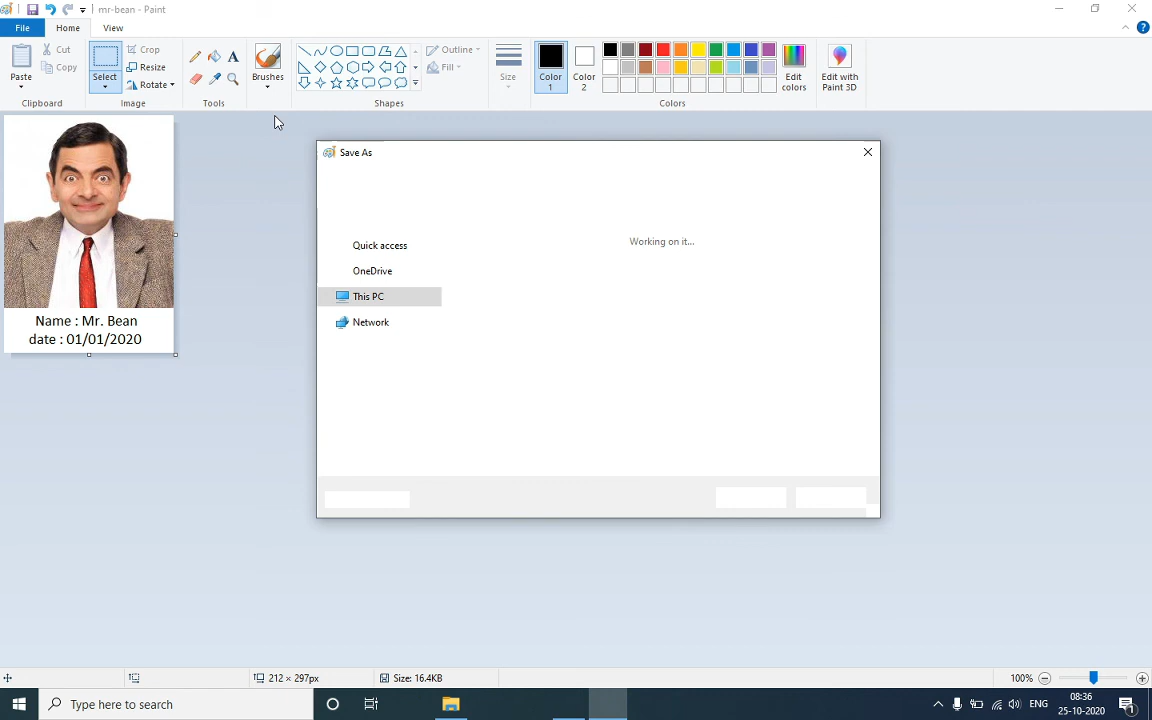 mr-bean - Paint
File
Home
View
Paste
Cut
Copy
Clipboard
Select
Crop
Resize
Rotate
Image
Tools
Brushes
Shapes
Outline
Fill
Size
Color
1
Color
2
Colors
Edit
colors
Edit with
Paint 3D
Name : Mr. Bean
date : 01/01/2020
Save As
Quick access
OneDrive
This PC
Network
Working on it...
212 × 297px
Size: 16.4KB
100%
Type here to search
ENG
08:36
25-10-2020
1